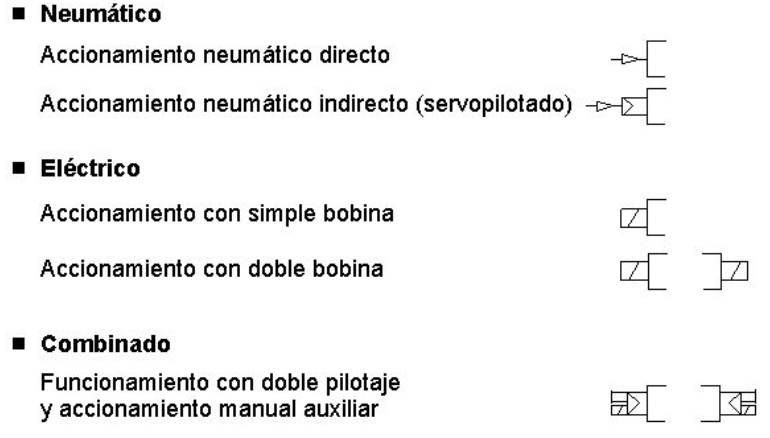 ■ Neumático
Accionamiento neumático directo
Accionamiento neumático indirecto (servopilotado)
■ Eléctrico
Accionamiento con simple bobina
Accionamiento con doble bobina
■ Combinado
Funcionamiento con doble pilotaje
y accionamiento manual auxiliar